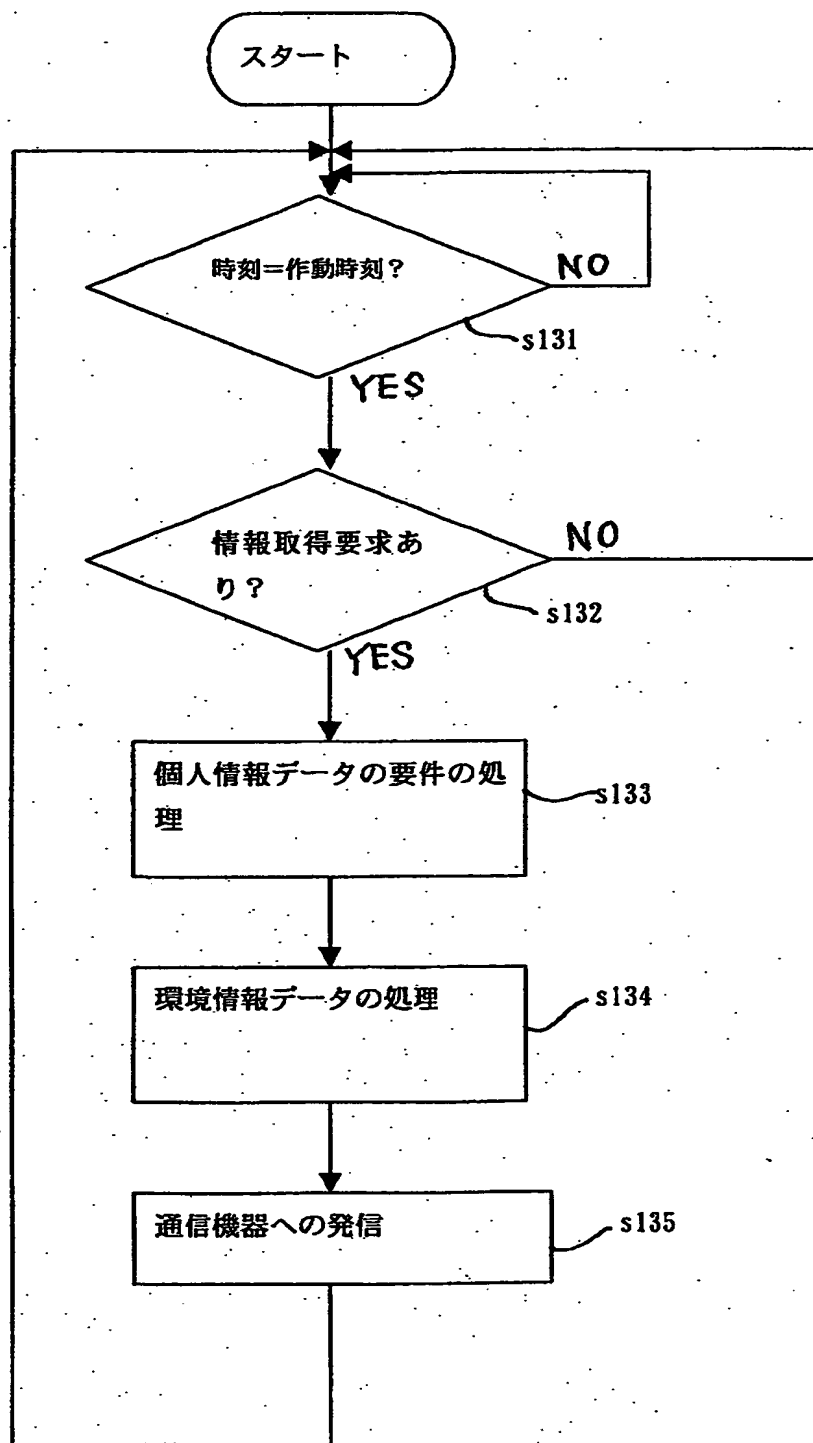 スタート
時刻=作動時刻?
NO
s131
YES
情報取得要求あ
り?
NO
s132
YES
個人情報データの要件の処
理
s133
環境情報データの処理
s134
通信機器への発信
s135